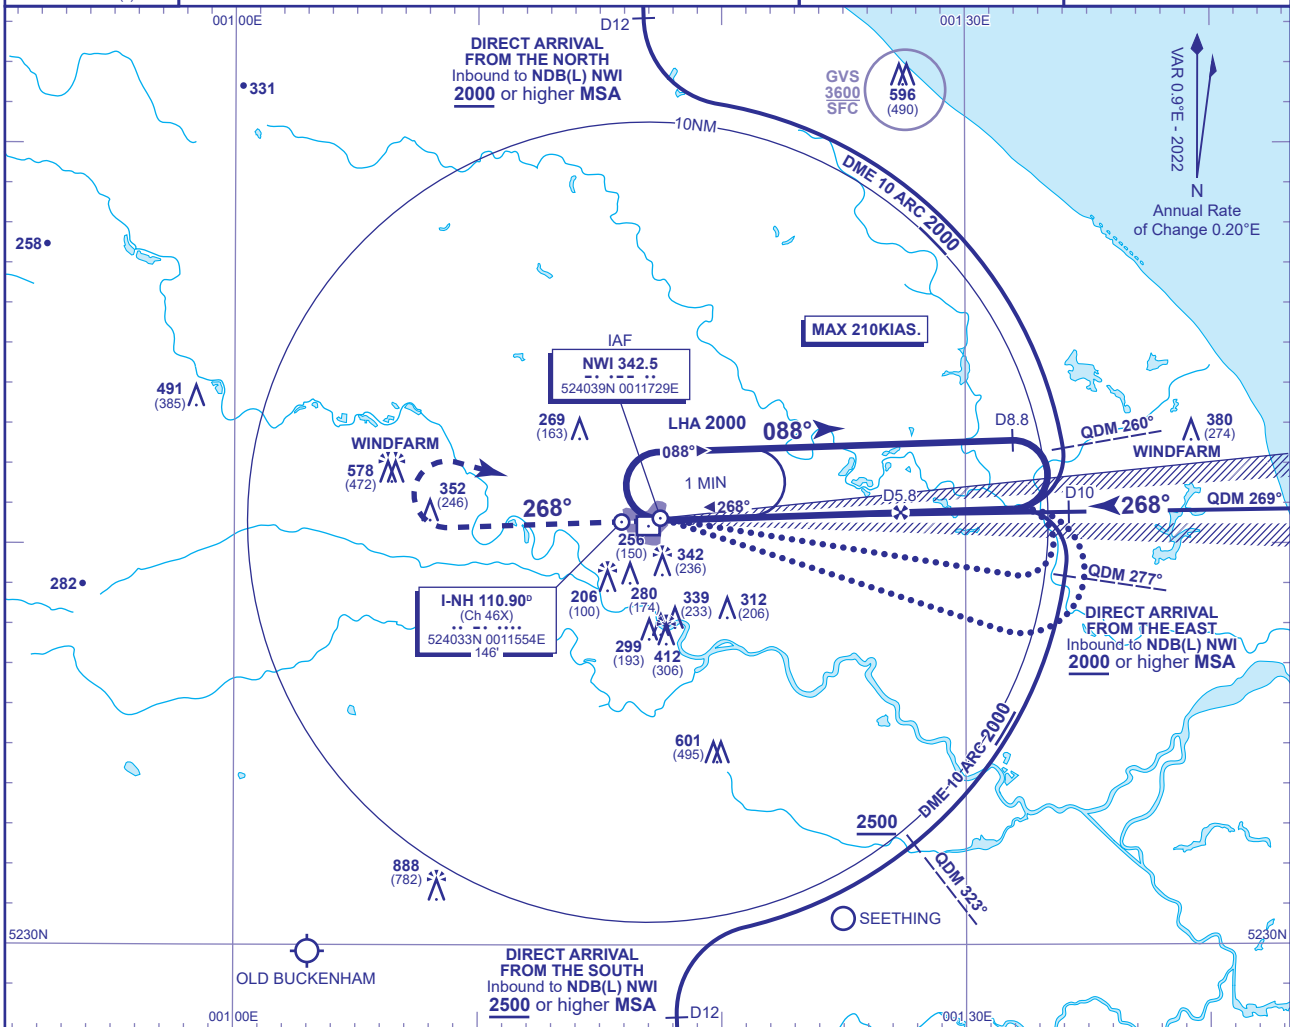 001:00E
D12
001:30E
DIRECT ARRIVAL
FROM THE NORTH
Inbound to NDB(L) NWI
2000 or higher MSA
GVS
3600
SFC
596
(490)
VAR 0.9°E - 2022
N
Annual Rate
of Change 0.20°E
331
10NM
DME 10 ARC 2000
258
MAX 210KIAS.
IAF
NWI 342.5
524039N 0011729E
491
(385)
269
(163)
LHA 2000
088°
D8.8
QDM 260°
380
(274)
WINDFARM
WINDFARM
578
(472)
352
(246)
088°
1 MIN
268°
268°
D5.8
D10
268°
QDM 269°
256
(150)
342
(236)
QDM 277°
282
206
(100)
280
(174)
339
(233)
312
(206)
299
(193)
412
(306)
I-NH 110.90D
(Ch 46X)
524033N 0011554E
146'
DIRECT ARRIVAL
FROM THE EAST
Inbound to NDB(L) NWI
2000 or higher MSA
601
(495)
DME 10 ARC 2000
2500
QDM 323°
888
(782)
SEETHING
5230N
5230N
OLD BUCKENHAM
DIRECT ARRIVAL
FROM THE SOUTH
Inbound to NDB(L) NWI
2500 or higher MSA
D12
001:00E
001:30E